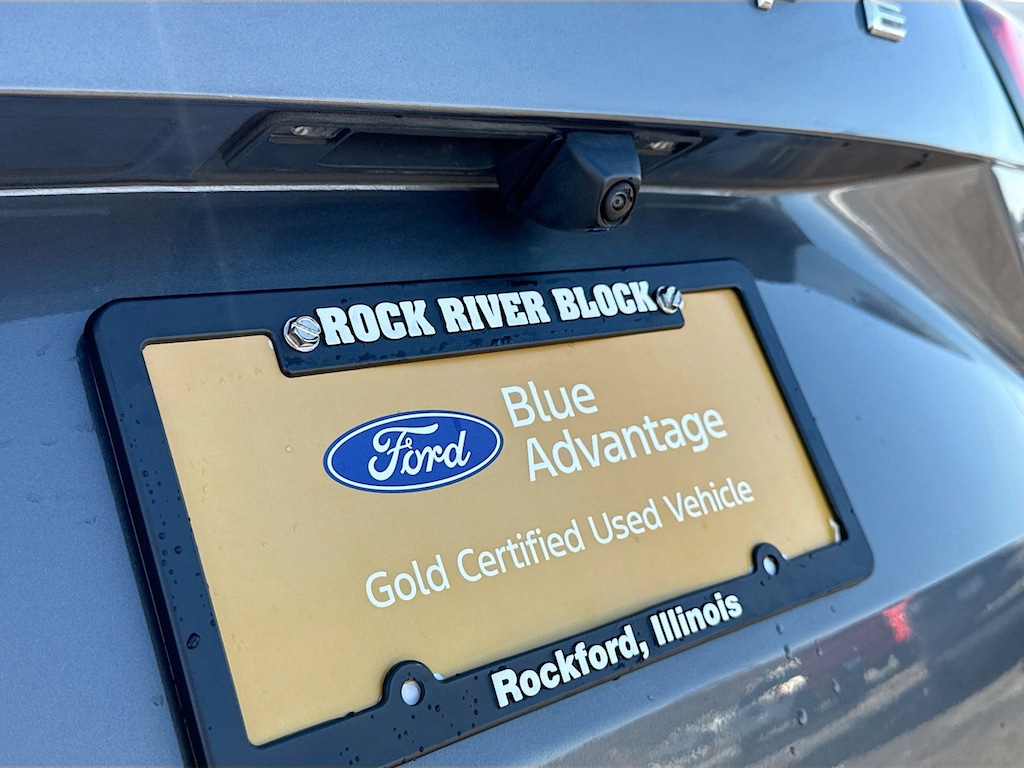 E
ROCK RIVER BLOCK
Ford
Blue
Advantage
Gold Certified Used Vehicle
Rockford, Illinois